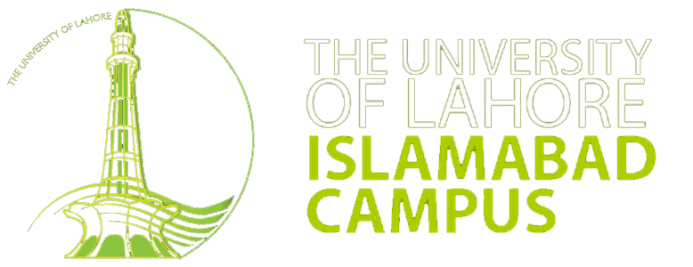 THE UNIVERSITY OF LAHORE
THE UNIVERSITY
OF LAHORE
ISLAMABAD
CAMPUS